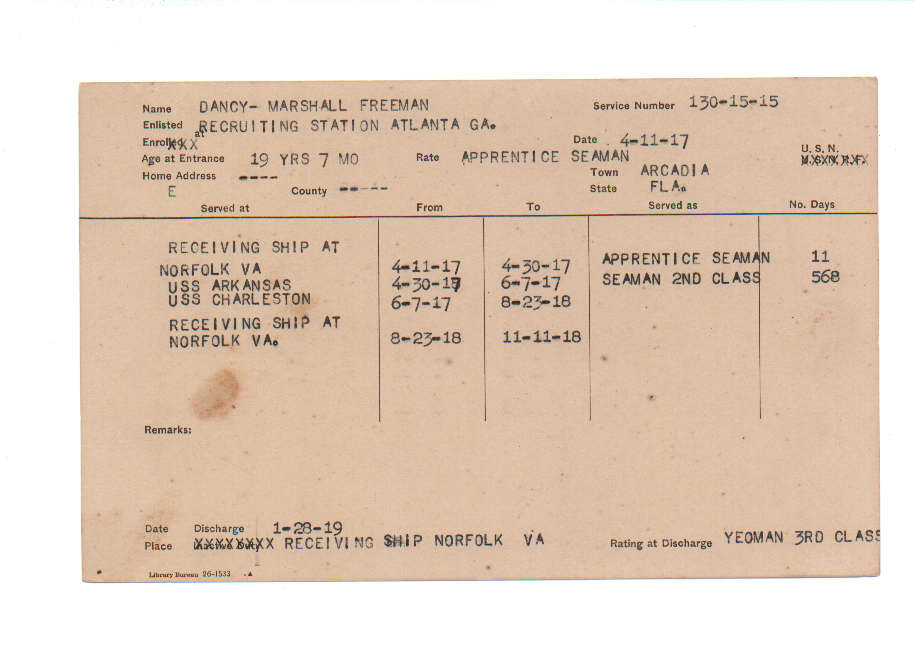 Name DANCY- MARSHALL FREEMAN Service Number 130-15-15
Enlisted at RECRUITING STATION ATLANTA GA.
Enrolled XXX Date 4-11-17
Age at Entrance 19 YRS 7 MO Rate APPRENTICE SEAMAN U. S. N.
Home Address ---- Town ARCADIA
E County ----- State FLA.
Served at From To Served as No. Days
RECEIVING SHIP AT
NORFOLK VA 4-11-17 4-30-17 APPRENTICE SEAMAN 11
USS ARKANSAS 4-30-17 6-7-17 SEAMAN 2ND CLASS 568
USS CHARLESTON 6-7-17 8-23-18
RECEIVING SHIP AT
NORFOLK VA. 8-23-18 11-11-18
Remarks:
Date Discharge 1-28-19
Place XXXXXXXX RECEIVING SHIP NORFOLK VA Rating at Discharge YEOMAN 3RD CLASS
Library Bureau 26-1533